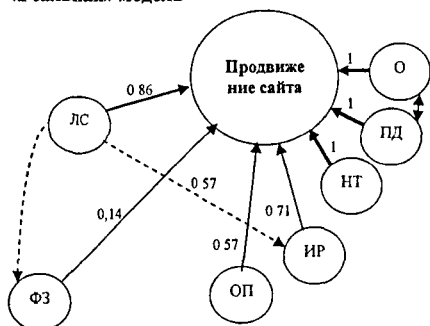 Продвиже
ние сайта
1
О
0 86
1
ПД
ЛС
1
НТ
0,14
0 57
0 71
0 57
ИР
ФЗ
ОП